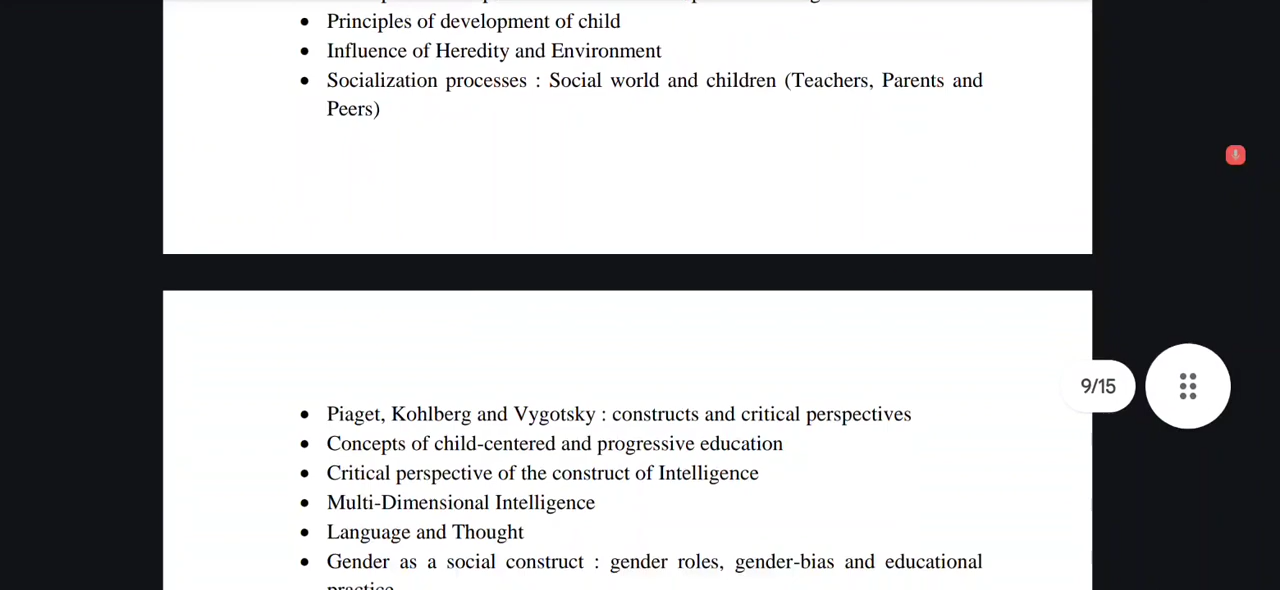 • Principles of development of child
• Influence of Heredity and Environment
• Socialization processes : Social world and children (Teachers, Parents and
Peers)
9/15
• Piaget, Kohlberg and Vygotsky : constructs and critical perspectives
• Concepts of child-centered and progressive education
• Critical perspective of the construct of Intelligence
• Multi-Dimensional Intelligence
• Language and Thought
• Gender as a social construct : gender roles, gender-bias and educational
practice